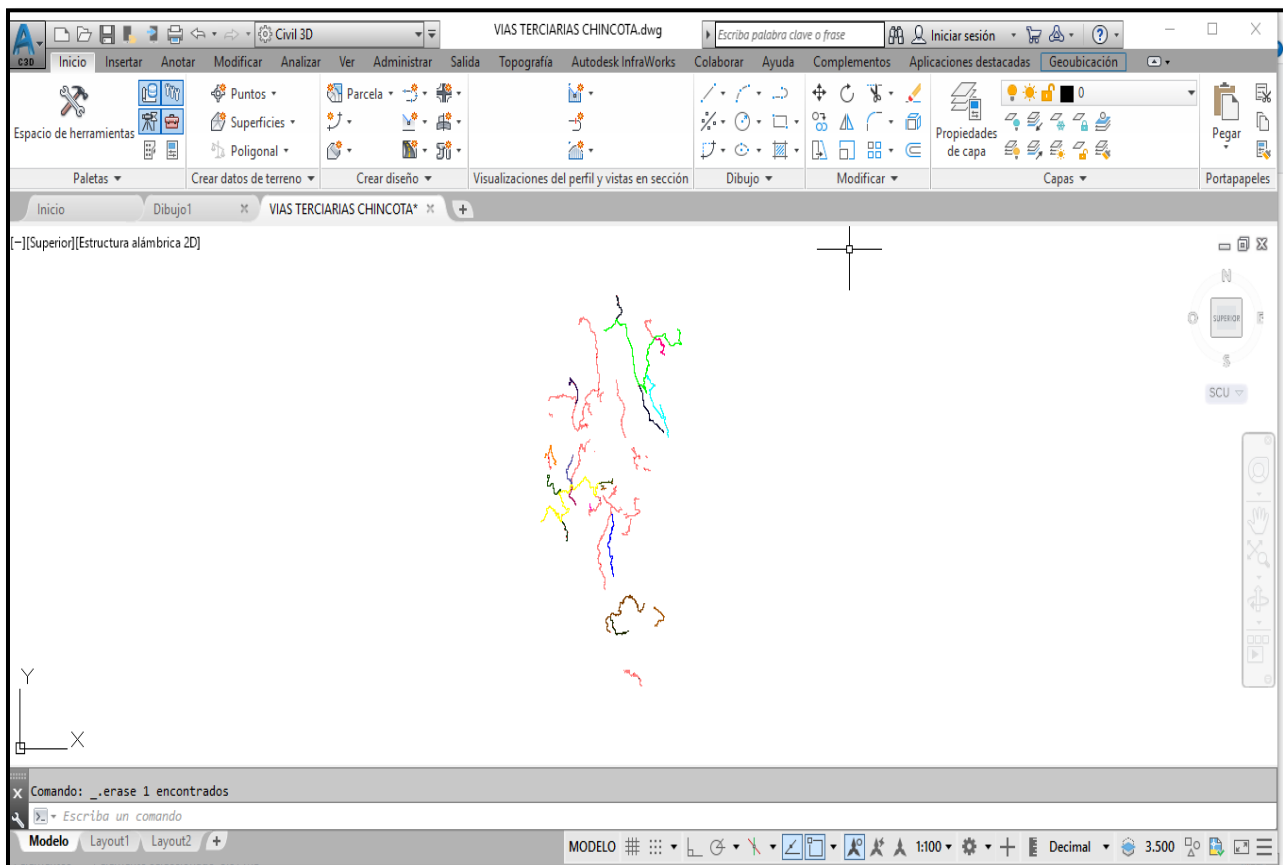 Civil 3D VIAS TERCIARIAS CHINCOTA.dwg Escriba palabra clave o frase Iniciar sesión ?
C3D Inicio Insertar Anotar Modificar Analizar Ver Administrar Salida Topografía Autodesk InfraWorks Colaborar Ayuda Complementos Aplicaciones destacadas Geoubicación
Puntos Parcela 0
Superficies
Espacio de herramientas Propiedades de capa Pegar
Poligonal
Paletas Crear datos de terreno Crear diseño Visualizaciones del perfil y vistas en sección Dibujo Modificar Capas Portapapeles
Inicio Dibujo1 VIAS TERCIARIAS CHINCOTA* +
[−][Superior][Estructura alámbrica 2D]
N
O SUPERIOR E
S
SCU
Y
X
Comando: _.erase 1 encontrados
Escriba un comando
Modelo Layout1 Layout2 + MODELO 1:100 Decimal 3.500